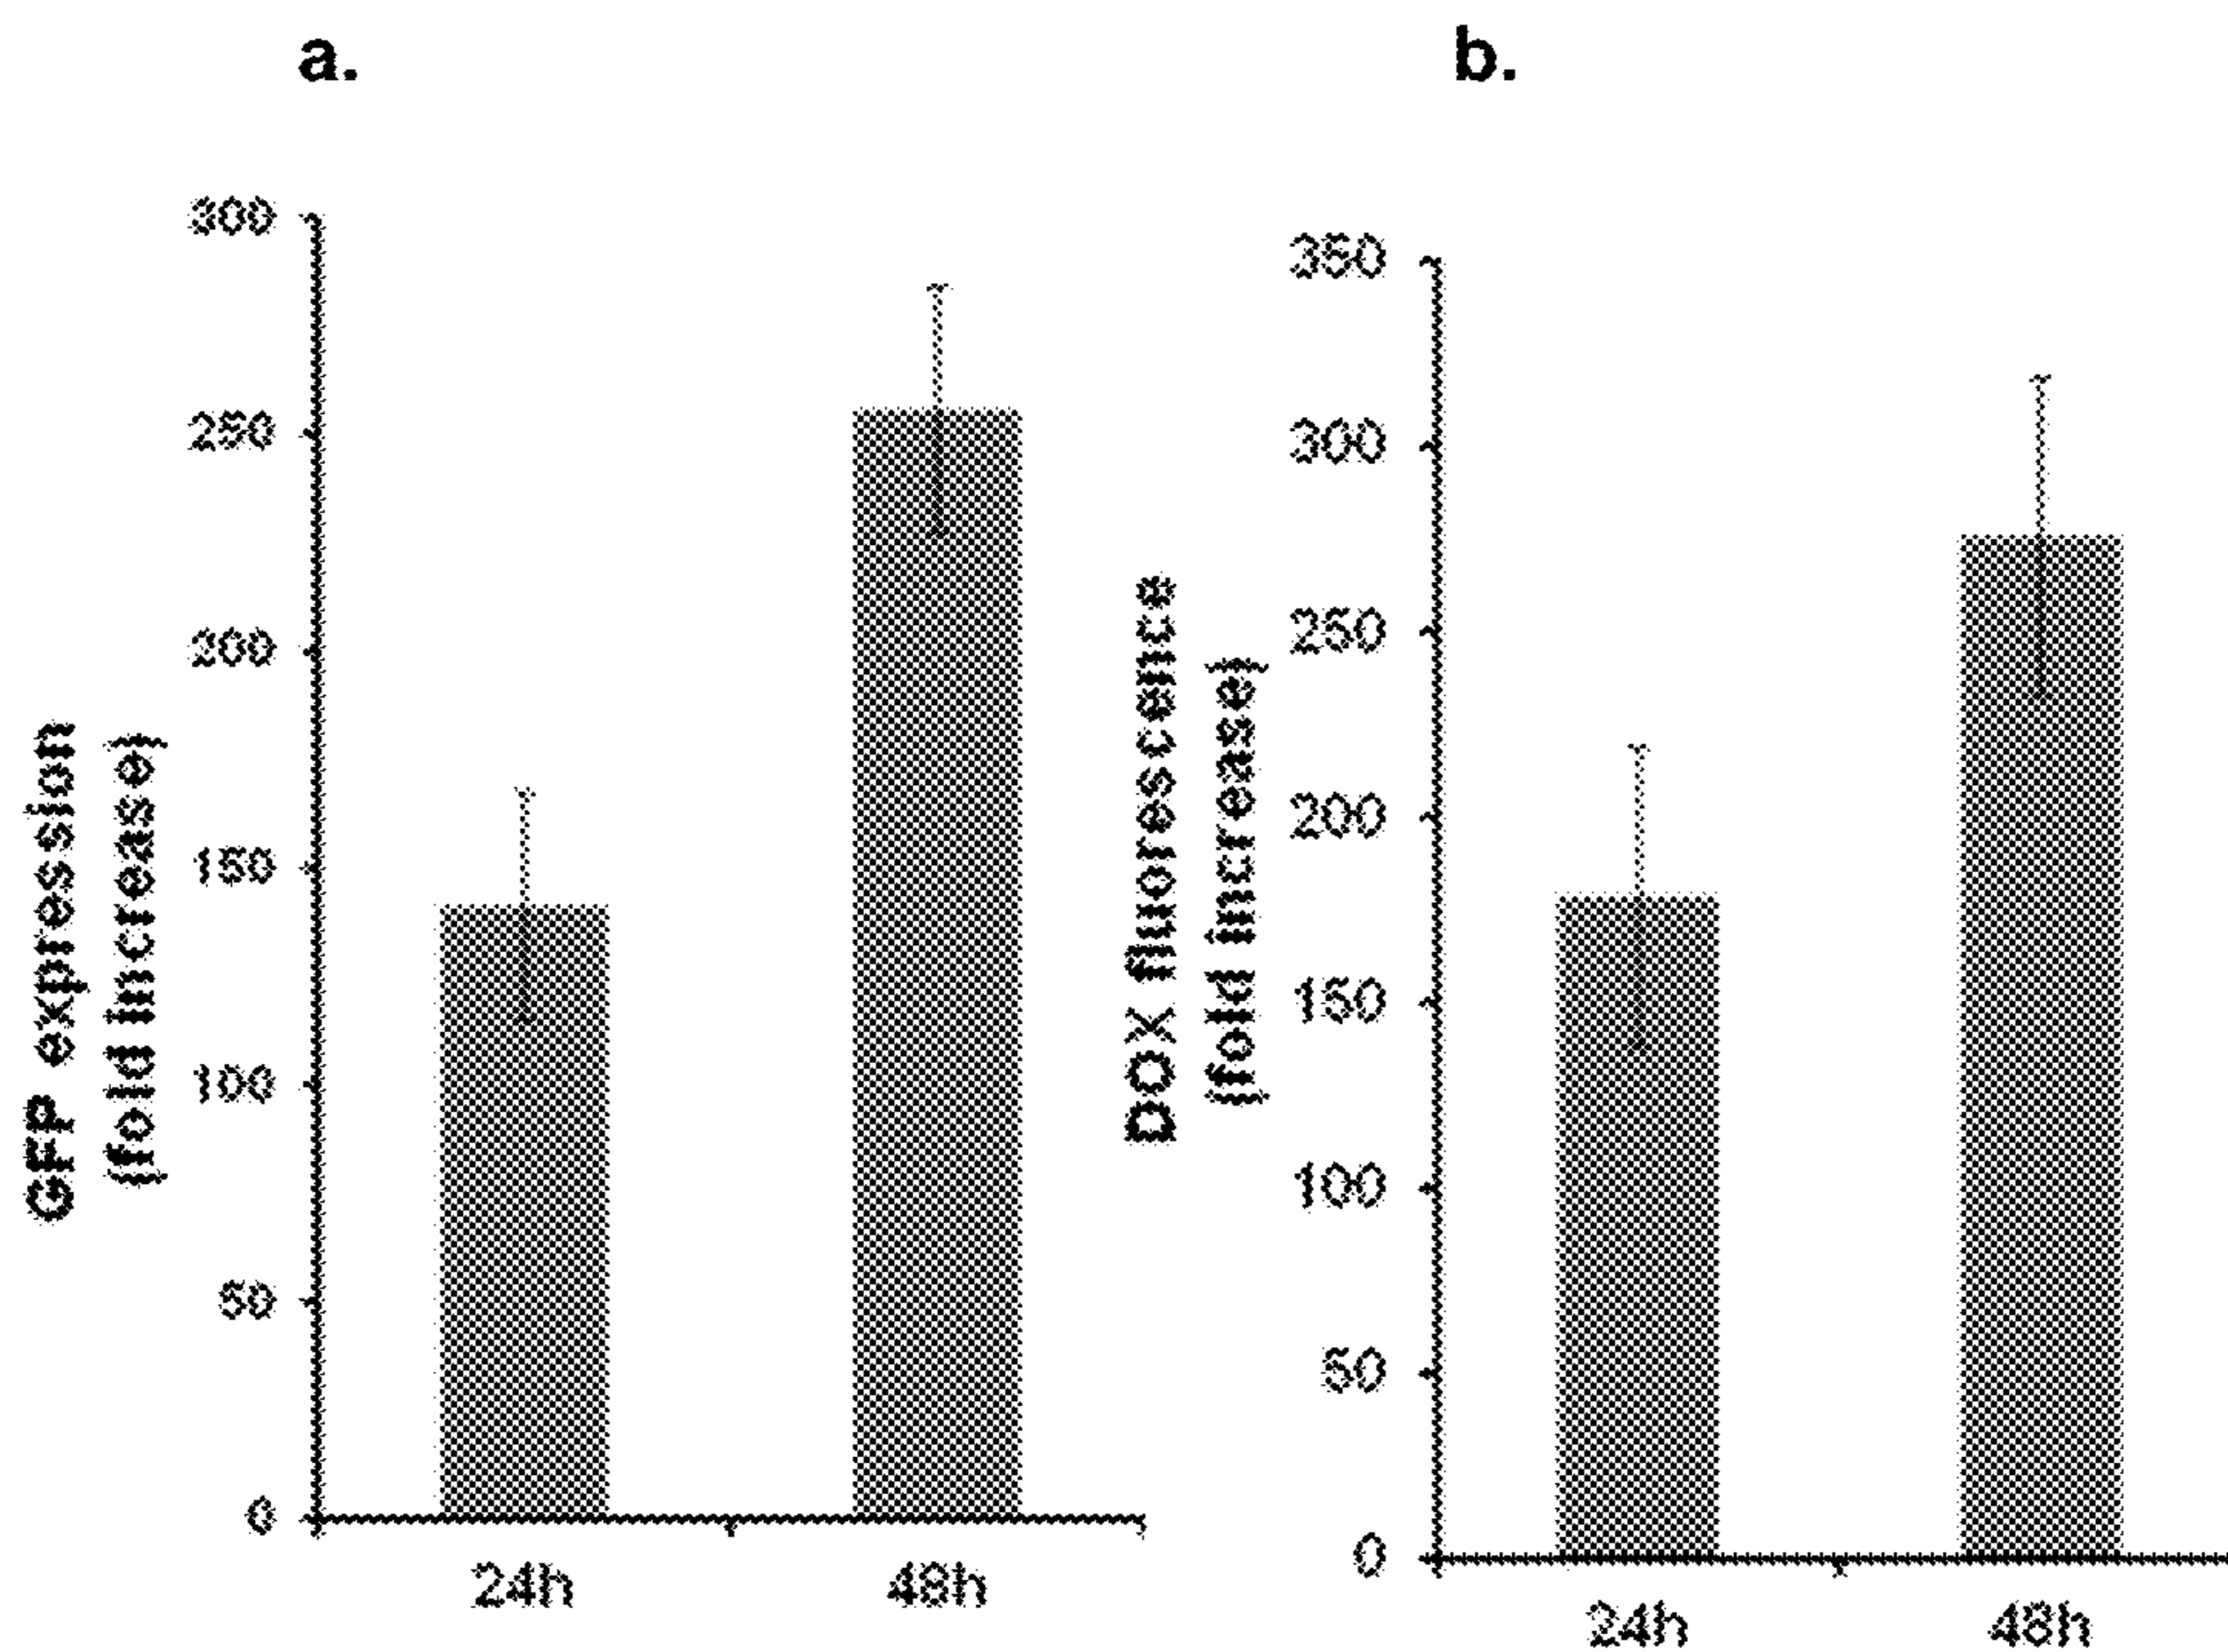 a.
GFP expression
(fold increase)
300
250
200
150
100
50
0
24h
48h
b.
DOX fluorescence
(fold increase)
350
300
250
200
150
100
50
0
24h
48h